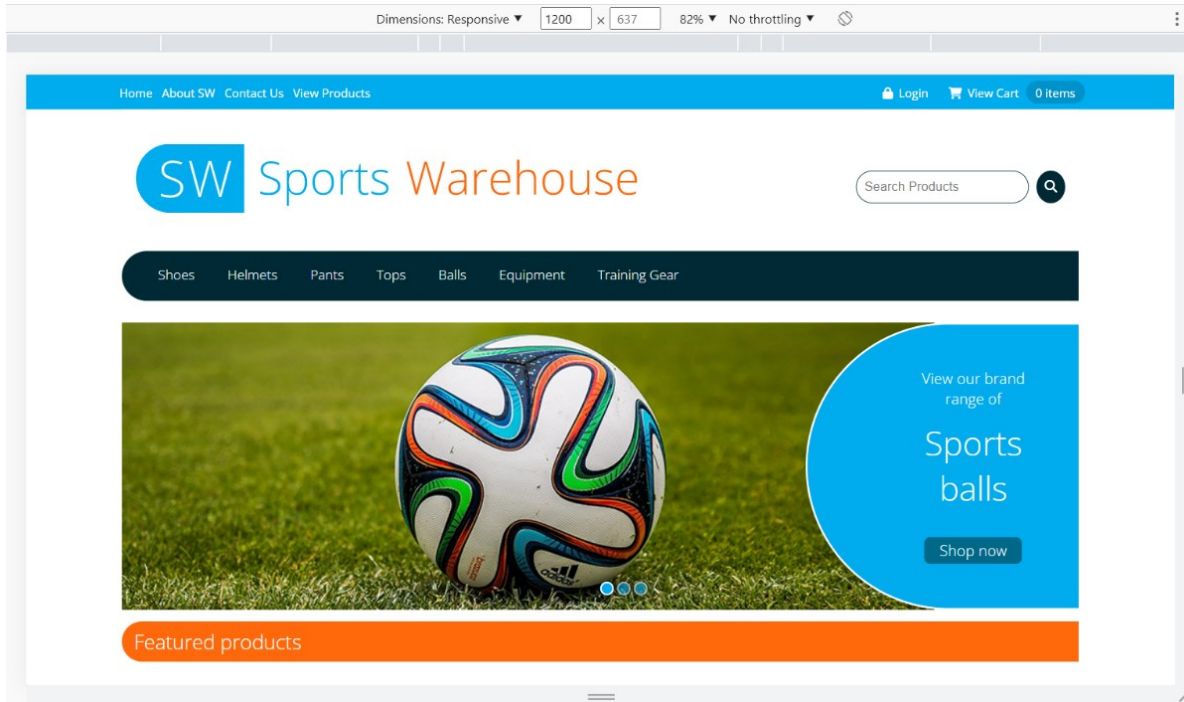 Dimensions: Responsive ▼ 1200 × 637 82% ▼ No throttling ▼
Home About SW Contact Us View Products Login View Cart 0 items
SW Sports Warehouse
Search Products
Shoes Helmets Pants Tops Balls Equipment Training Gear
View our brand
range of
Sports
balls
Shop now
adidas
Featured products